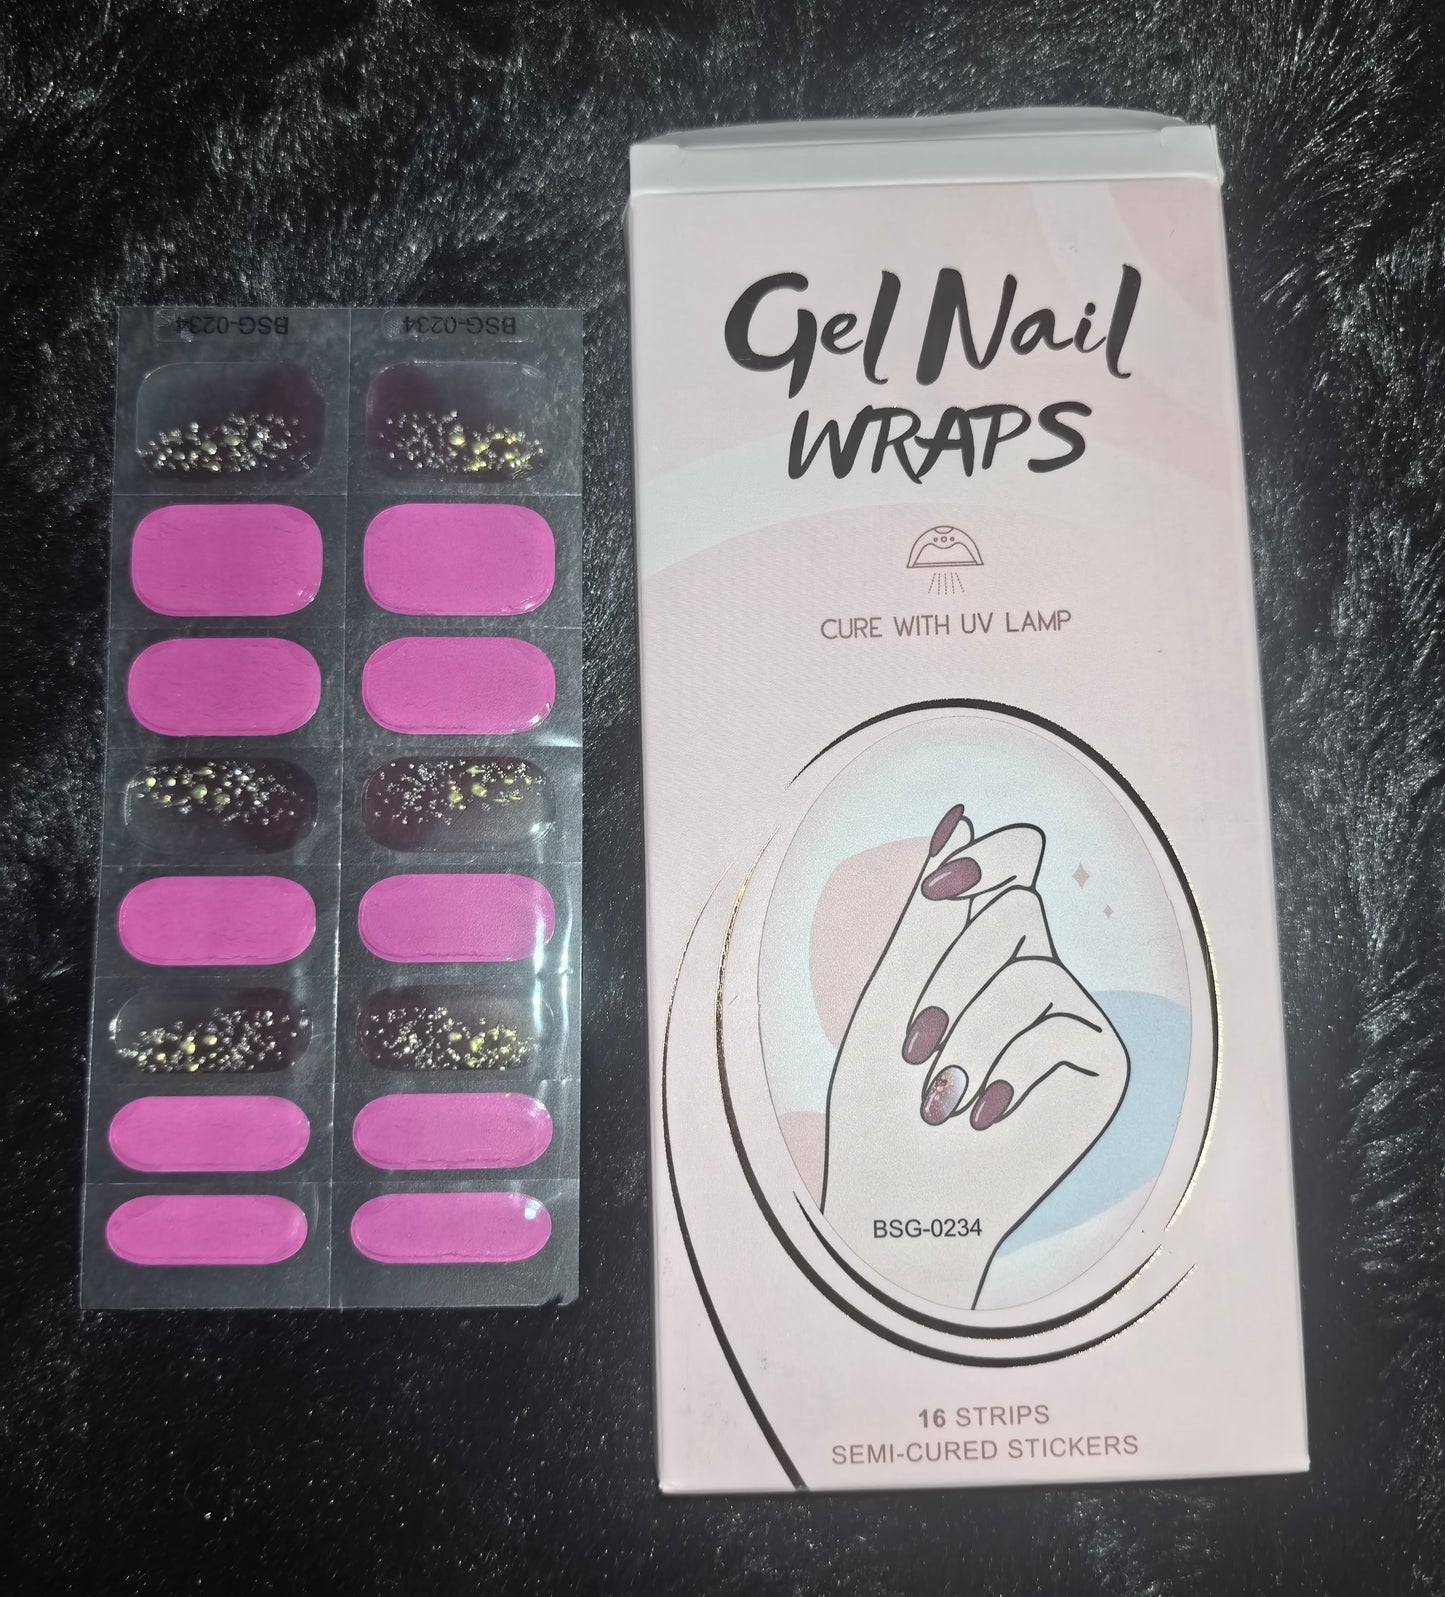 BSG-0234
BSG-0234
Gel Nail
WRAPS
CURE WITH UV LAMP
BSG-0234
16 STRIPS
SEMI-CURED STICKERS